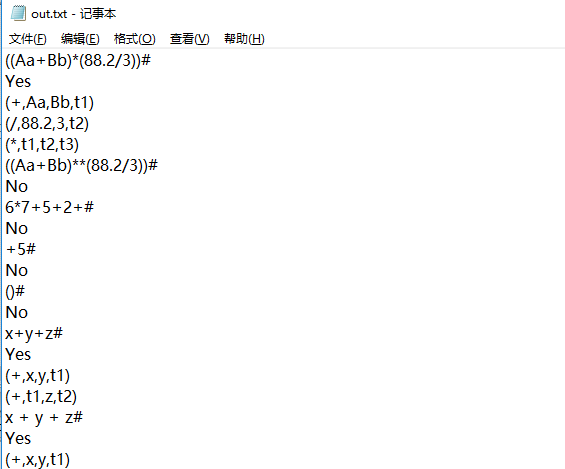 out.txt - 记事本
文件(F) 编辑(E) 格式(O) 查看(V) 帮助(H)
((Aa+Bb)*(88.2/3))#
Yes
(+,Aa,Bb,t1)
(/,88.2,3,t2)
(*,t1,t2,t3)
((Aa+Bb)**(88.2/3))#
No
6*7+5+2+#
No
+5#
No
()#
No
x+y+z#
Yes
(+,x,y,t1)
(+,t1,z,t2)
x + y + z#
Yes
(+,x,y,t1)